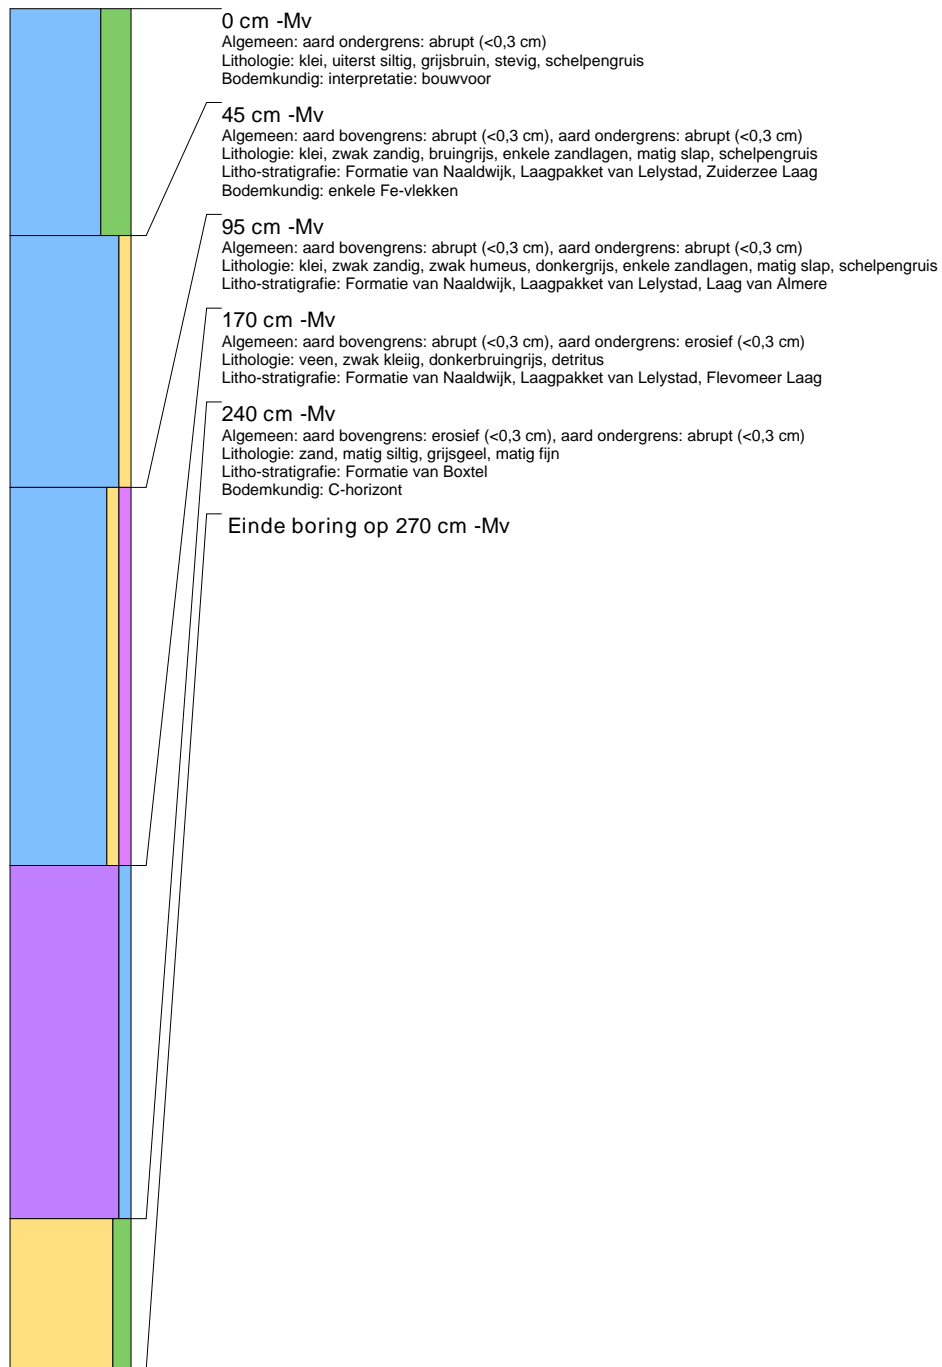 0 cm -Mv
Algemeen: aard ondergrens: abrupt (<0,3 cm)
Lithologie: klei, uiterst siltig, grijsbruin, stevig, schelpengruis
Bodemkundig: interpretatie: bouwvoor
45 cm -Mv
Algemeen: aard bovengrens: abrupt (<0,3 cm), aard ondergrens: abrupt (<0,3 cm)
Lithologie: klei, zwak zandig, bruingrijs, enkele zandlagen, matig slap, schelpengruis
Litho-stratigrafie: Formatie van Naaldwijk, Laagpakket van Lelystad, Zuiderzee Laag
Bodemkundig: enkele Fe-vlekken
95 cm -Mv
Algemeen: aard bovengrens: abrupt (<0,3 cm), aard ondergrens: abrupt (<0,3 cm)
Lithologie: klei, zwak zandig, zwak humeus, donkergrijs, enkele zandlagen, matig slap, schelpengruis
Litho-stratigrafie: Formatie van Naaldwijk, Laagpakket van Lelystad, Laag van Almere
170 cm -Mv
Algemeen: aard bovengrens: abrupt (<0,3 cm), aard ondergrens: erosief (<0,3 cm)
Lithologie: veen, zwak kleiig, donkerbruingrijs, detritus
Litho-stratigrafie: Formatie van Naaldwijk, Laagpakket van Lelystad, Flevomeer Laag
240 cm -Mv
Algemeen: aard bovengrens: erosief (<0,3 cm), aard ondergrens: abrupt (<0,3 cm)
Lithologie: zand, matig siltig, grijsgeel, matig fijn
Litho-stratigrafie: Formatie van Boxtel
Bodemkundig: C-horizont
Einde boring op 270 cm -Mv